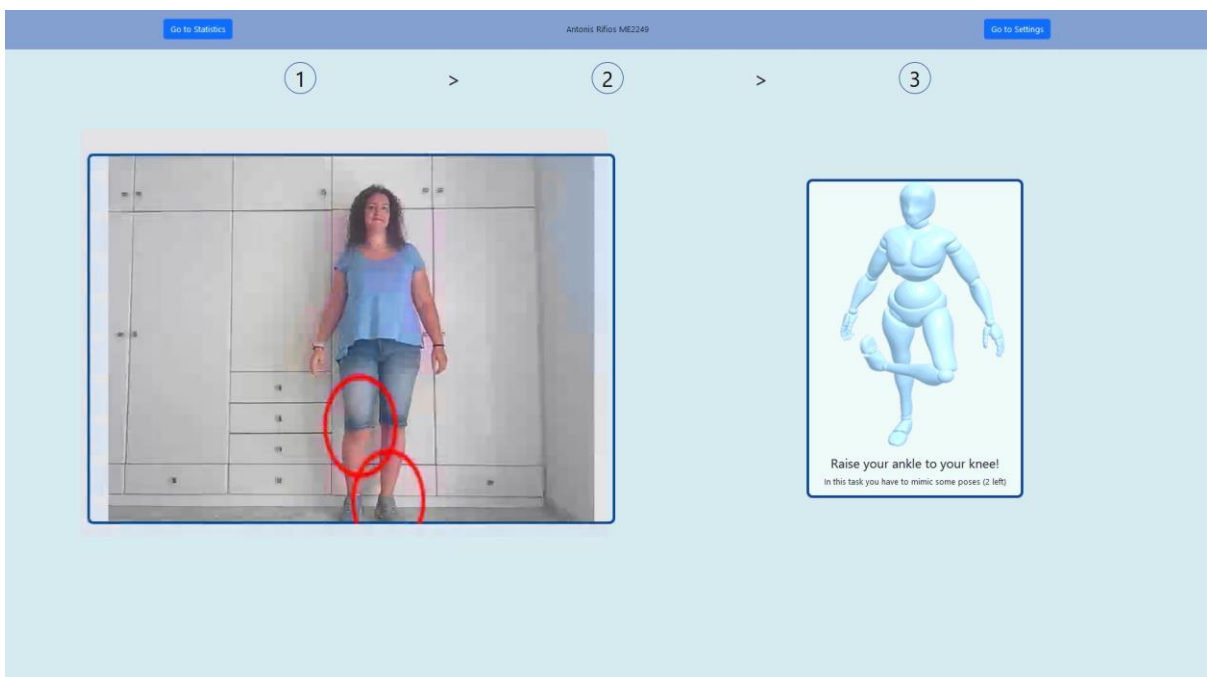 Go to Statistics
Antonis Rifios ME2249
Go to Settings
1 > 2 > 3
Raise your ankle to your knee!
In this task you have to mimic some poses (2 left)